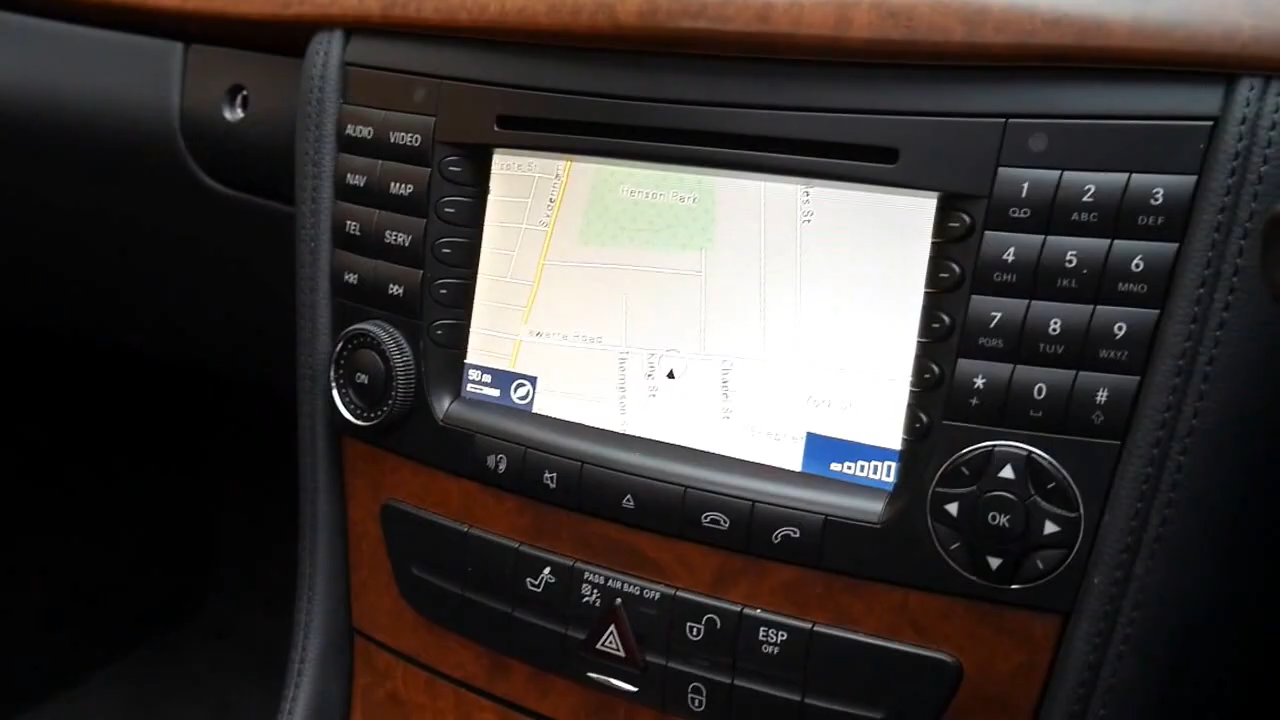 AUDIO VIDEO
NAV MAP
TEL SERV
ON
Henson Park
Road
Thompson St
King St
Chapel St
50 m
1
2 ABC
3 DEF
4 GHI
5 JKL
6 MNO
7 PQRS
8 TUV
9 WXYZ
* +
0
#
OK
PASS AIR BAG OFF
ESP
OFF